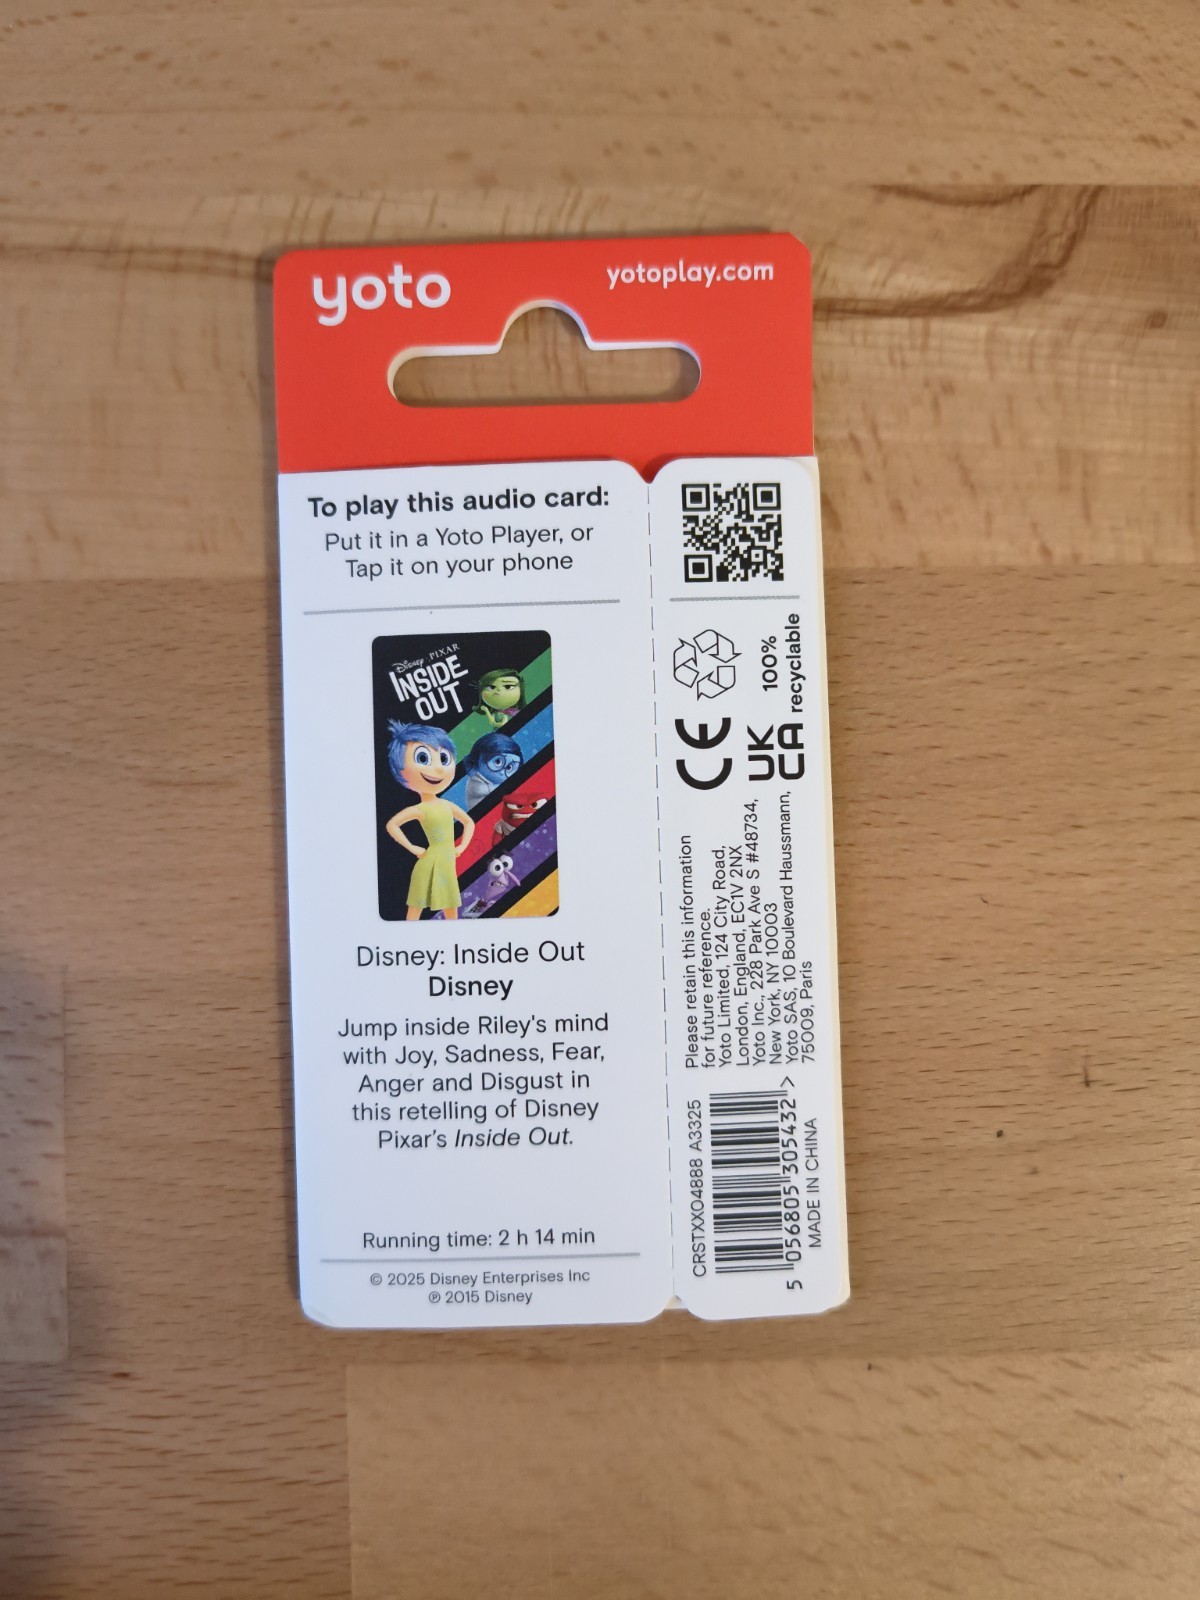 yoto
yotoplay.com
To play this audio card:
Put it in a Yoto Player, or
Tap it on your phone
Disney · PIXAR
INSIDE
OUT
Disney: Inside Out
Disney
Jump inside Riley's mind
with Joy, Sadness, Fear,
Anger and Disgust in
this retelling of Disney
Pixar's Inside Out.
Running time: 2 h 14 min
© 2025 Disney Enterprises Inc
℗ 2015 Disney
100%
recyclable
CE
UK
CA
Please retain this information
for future reference.
Yoto Limited, 124 City Road,
London, England, EC1V 2NX
Yoto Inc., 228 Park Ave S #48734,
New York, NY 10003
Yoto SAS, 10 Boulevard Haussmann,
75009, Paris
CRSTXX04888 A3325
5 056805 305432 >
MADE IN CHINA